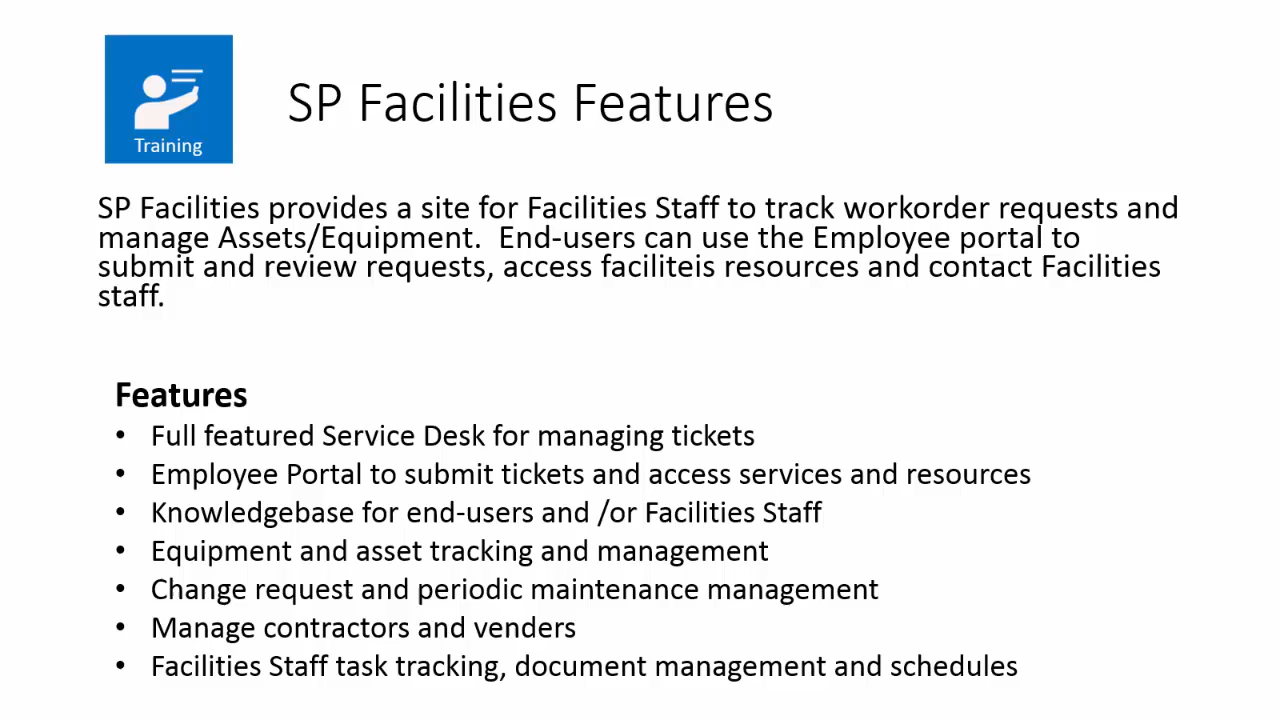 Training
SP Facilities Features
SP Facilities provides a site for Facilities Staff to track workorder requests and
manage Assets/Equipment.  End-users can use the Employee portal to
submit and review requests, access faciliteis resources and contact Facilities
staff.
Features
• Full featured Service Desk for managing tickets
• Employee Portal to submit tickets and access services and resources
• Knowledgebase for end-users and /or Facilities Staff
• Equipment and asset tracking and management
• Change request and periodic maintenance management
• Manage contractors and venders
• Facilities Staff task tracking, document management and schedules